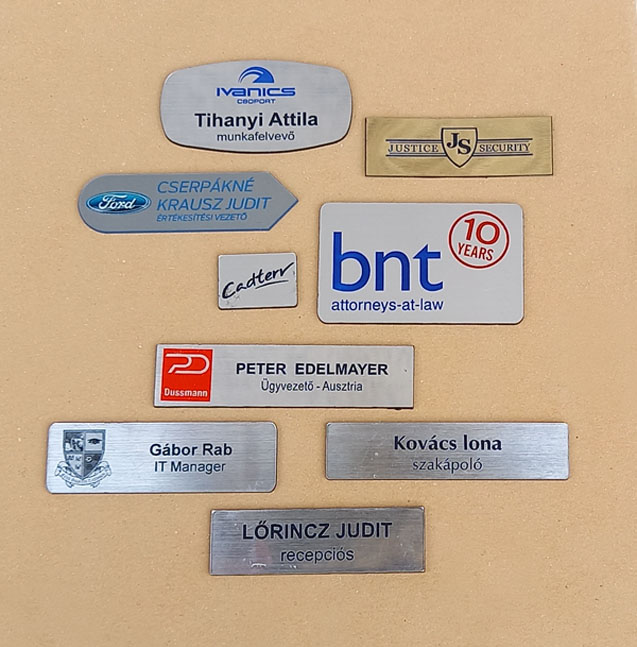 IVANICS
CSOPORT
Tihanyi Attila
munkafelvevő
JUSTICE JS SECURITY
Ford
CSERPÁKNÉ
KRAUSZ JUDIT
ÉRTÉKESÍTÉSI VEZETŐ
bnt
10
YEARS
attorneys-at-law
Cadterv
PETER EDELMAYER
Ügyvezető - Ausztria
Dussmann
Gábor Rab
IT Manager
Kovács Iona
szakápoló
LŐRINCZ JUDIT
recepciós